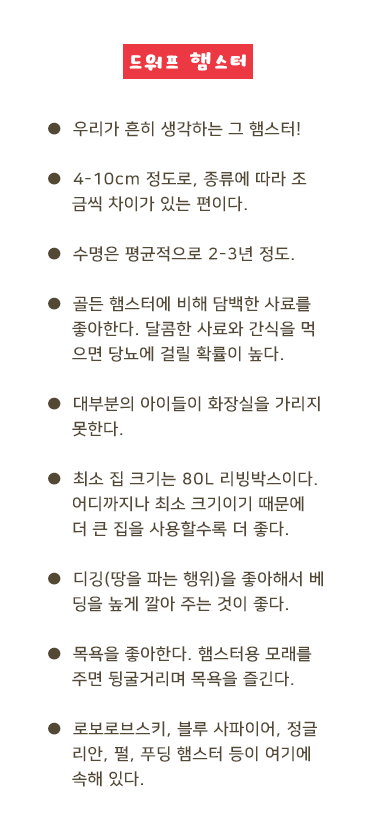 드워프 햄스터
● 우리가 흔히 생각하는 그 햄스터!
● 4-10cm 정도로, 종류에 따라 조
금씩 차이가 있는 편이다.
● 수명은 평균적으로 2-3년 정도.
● 골든 햄스터에 비해 담백한 사료를
좋아한다. 달콤한 사료와 간식을 먹
으면 당뇨에 걸릴 확률이 높다.
● 대부분의 아이들이 화장실을 가리지
못한다.
● 최소 집 크기는 80L 리빙박스이다.
어디까지나 최소 크기이기 때문에
더 큰 집을 사용할수록 더 좋다.
● 디깅(땅을 파는 행위)을 좋아해서 베
딩을 높게 깔아 주는 것이 좋다.
● 목욕을 좋아한다. 햄스터용 모래를
주면 뒹굴거리며 목욕을 즐긴다.
● 로보로브스키, 블루 사파이어, 정글
리안, 펄, 푸딩 햄스터 등이 여기에
속해 있다.